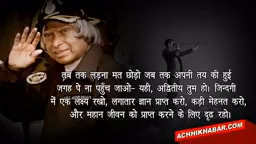 तब तक लड़ना मत छोड़ो जब तक अपनी तय की हुई
जगह पे ना पहुँच जाओ- यही, अद्वितीय तुम हो। जिन्दगी
में एक लक्ष्य रखो, लगातार ज्ञान प्राप्त करो, कड़ी मेहनत करो,
और महान जीवन को प्राप्त करने के लिए दृढ रहो।
ACHHIKHABAR.COM